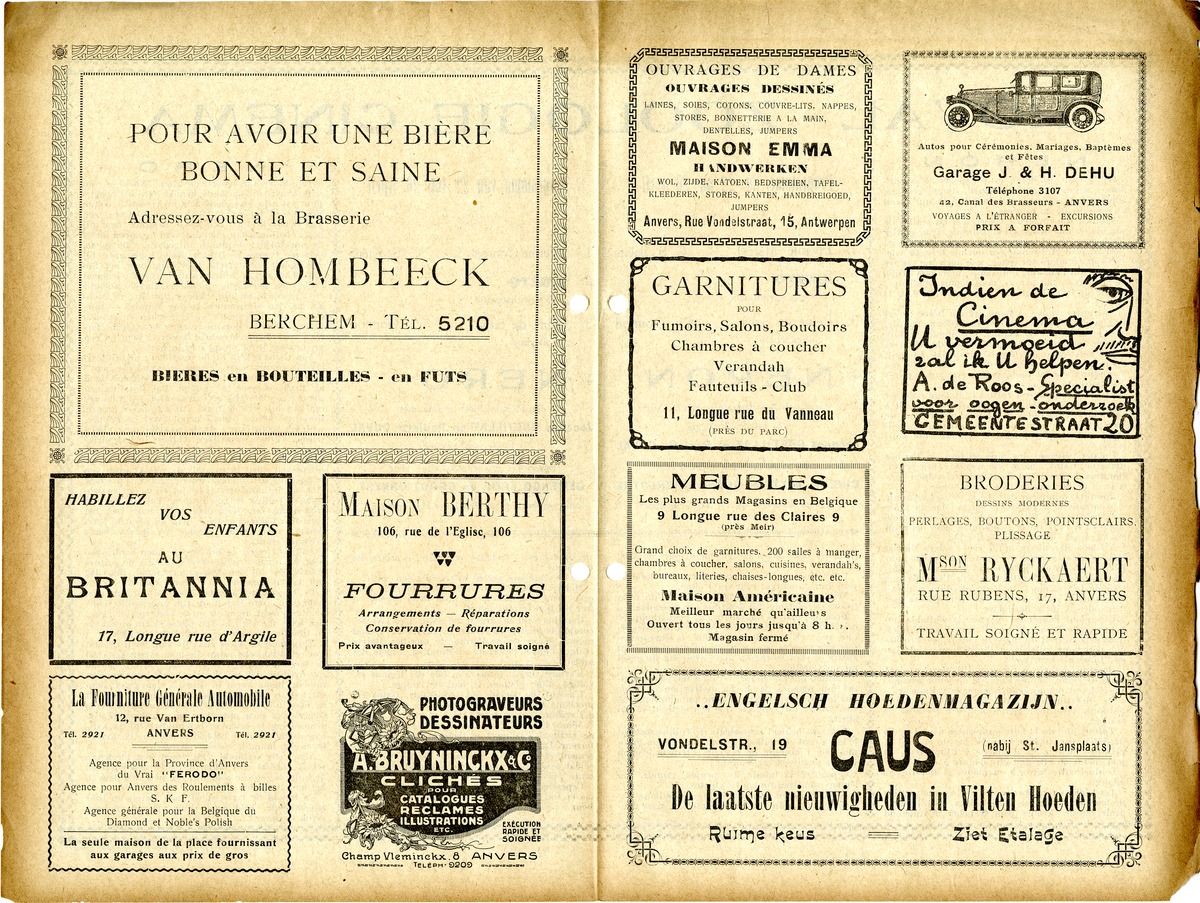 POUR AVOIR UNE BIÈRE
BONNE ET SAINE
Adressez-vous à la Brasserie
VAN HOMBEECK
BERCHEM - TÉL. 5210
BIERES en BOUTEILLES - en FUTS
HABILLEZ
VOS
ENFANTS
AU
BRITANNIA
17, Longue rue d'Argile
MAISON BERTHY
106, rue de l'Eglise, 106
FOURRURES
Arrangements — Réparations
Conservation de fourrures
Prix avantageux — Travail soigné
La Fourniture Générale Automobile
12, rue Van Ertborn
Tél. 2921 ANVERS Tél. 2921
Agence pour la Province d'Anvers
du Vrai "FERODO"
Agence pour Anvers des Roulements à billes
S. K F.
Agence générale pour la Belgique du
Diamond et Noble's Polish
La seule maison de la place fournissant
aux garages aux prix de gros
PHOTOGRAVEURS
DESSINATEURS
A. BRUYNINCKX & Co
CLICHÉS
POUR
CATALOGUES
RECLAMES
ILLUSTRATIONS
ETC.
EXÉCUTION
RAPIDE ET
SOIGNÉE
Champ Vleminckx. 8 ANVERS
TELEPH. 9209
OUVRAGES DE DAMES
OUVRAGES DESSINÉS
LAINES, SOIES, COTONS, COUVRE-LITS, NAPPES,
STORES, BONNETTERIE A LA MAIN,
DENTELLES, JUMPERS
MAISON EMMA
HANDWERKEN
WOL, ZIJDE, KATOEN, BEDSPREIEN, TAFEL-
KLEEDEREN, STORES, KANTEN, HANDBREIGOED,
JUMPERS
Anvers, Rue Vondelstraat, 15, Antwerpen
Autos pour Cérémonies, Mariages, Baptèmes
et Fêtes
Garage J. & H. DEHU
Téléphone 3107
42, Canal des Brasseurs - ANVERS
VOYAGES A L'ÉTRANGER - EXCURSIONS
PRIX A FORFAIT
GARNITURES
POUR
Fumoirs, Salons, Boudoirs
Chambres à coucher
Verandah
Fauteuils - Club
11, Longue rue du Vanneau
(PRÈS DU PARC)
Indien de
Cinema
U vermoeid
zal ik U helpen.
A. de Roos - Specialist
voor oogen - onderzoek
GEMEENTESTRAAT 20
MEUBLES
Les plus grands Magasins en Belgique
9 Longue rue des Claires 9
(près Meir)
Grand choix de garnitures. 200 salles à manger,
chambres à coucher, salons, cuisines, verandah's,
bureaux, literies, chaises-longues, etc. etc.
Maison Américaine
Meilleur marché qu'ailleurs
Ouvert tous les jours jusqu'à 8 h.
Magasin fermé
BRODERIES
DESSINS MODERNES
PERLAGES, BOUTONS, POINTSCLAIRS.
PLISSAGE
MSON RYCKAERT
RUE RUBENS, 17, ANVERS
TRAVAIL SOIGNÉ ET RAPIDE
..ENGELSCH HOEDENMAGAZIJN..
VONDELSTR., 19 CAUS (nabij St. Jansplaats)
De laatste nieuwigheden in Vilten Hoeden
Ruime keus Ziet Etalage